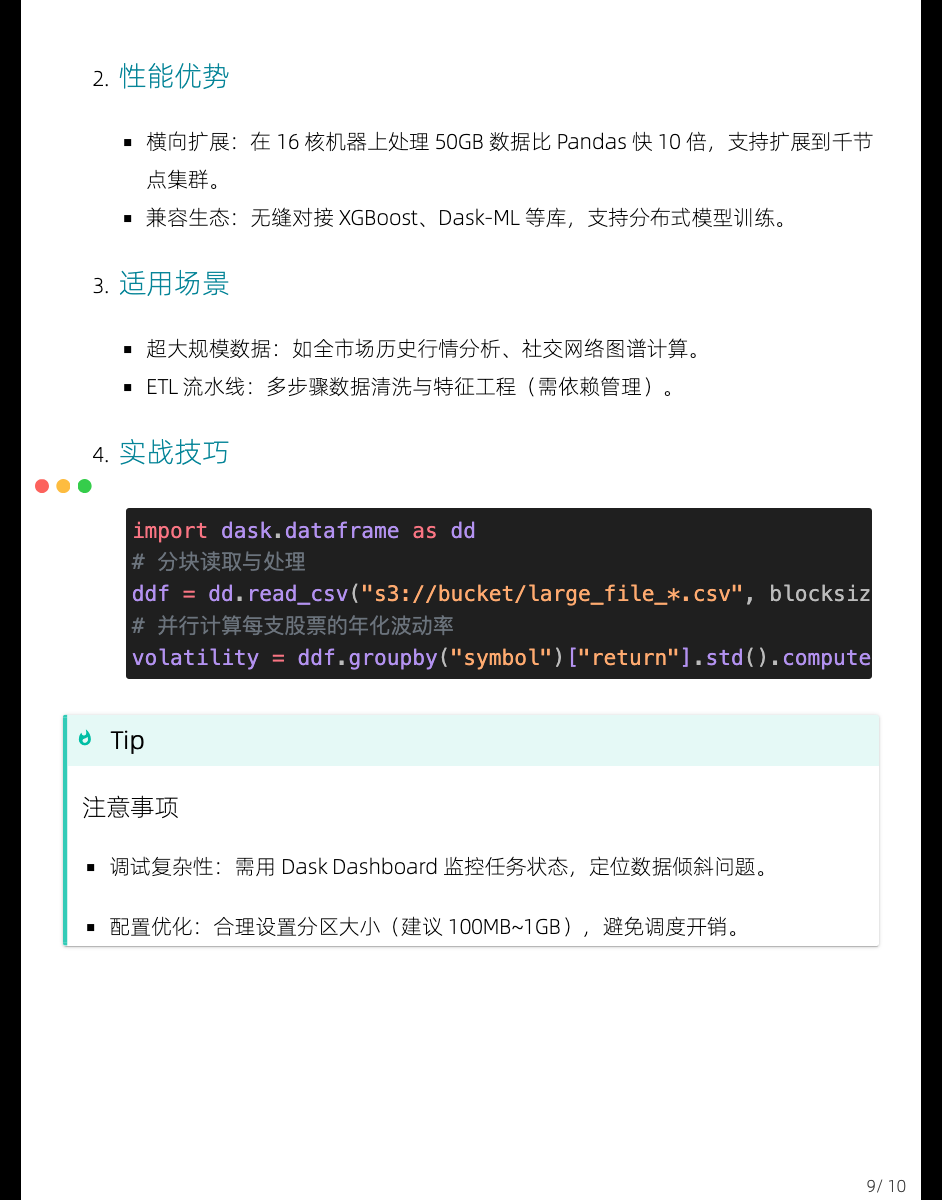 2. 性能优势
▪ 横向扩展：在 16 核机器上处理 50GB 数据比 Pandas 快 10 倍，支持扩展到千节
点集群。
▪ 兼容生态：无缝对接 XGBoost、Dask-ML 等库，支持分布式模型训练。
3. 适用场景
▪ 超大规模数据：如全市场历史行情分析、社交网络图谱计算。
▪ ETL 流水线：多步骤数据清洗与特征工程（需依赖管理）。
4. 实战技巧
import dask.dataframe as dd
# 分块读取与处理
ddf = dd.read_csv("s3://bucket/large_file_*.csv", blocksiz
# 并行计算每支股票的年化波动率
volatility = ddf.groupby("symbol")["return"].std().compute
Tip
注意事项
▪ 调试复杂性：需用 Dask Dashboard 监控任务状态，定位数据倾斜问题。
▪ 配置优化：合理设置分区大小（建议 100MB~1GB），避免调度开销。
9/ 10